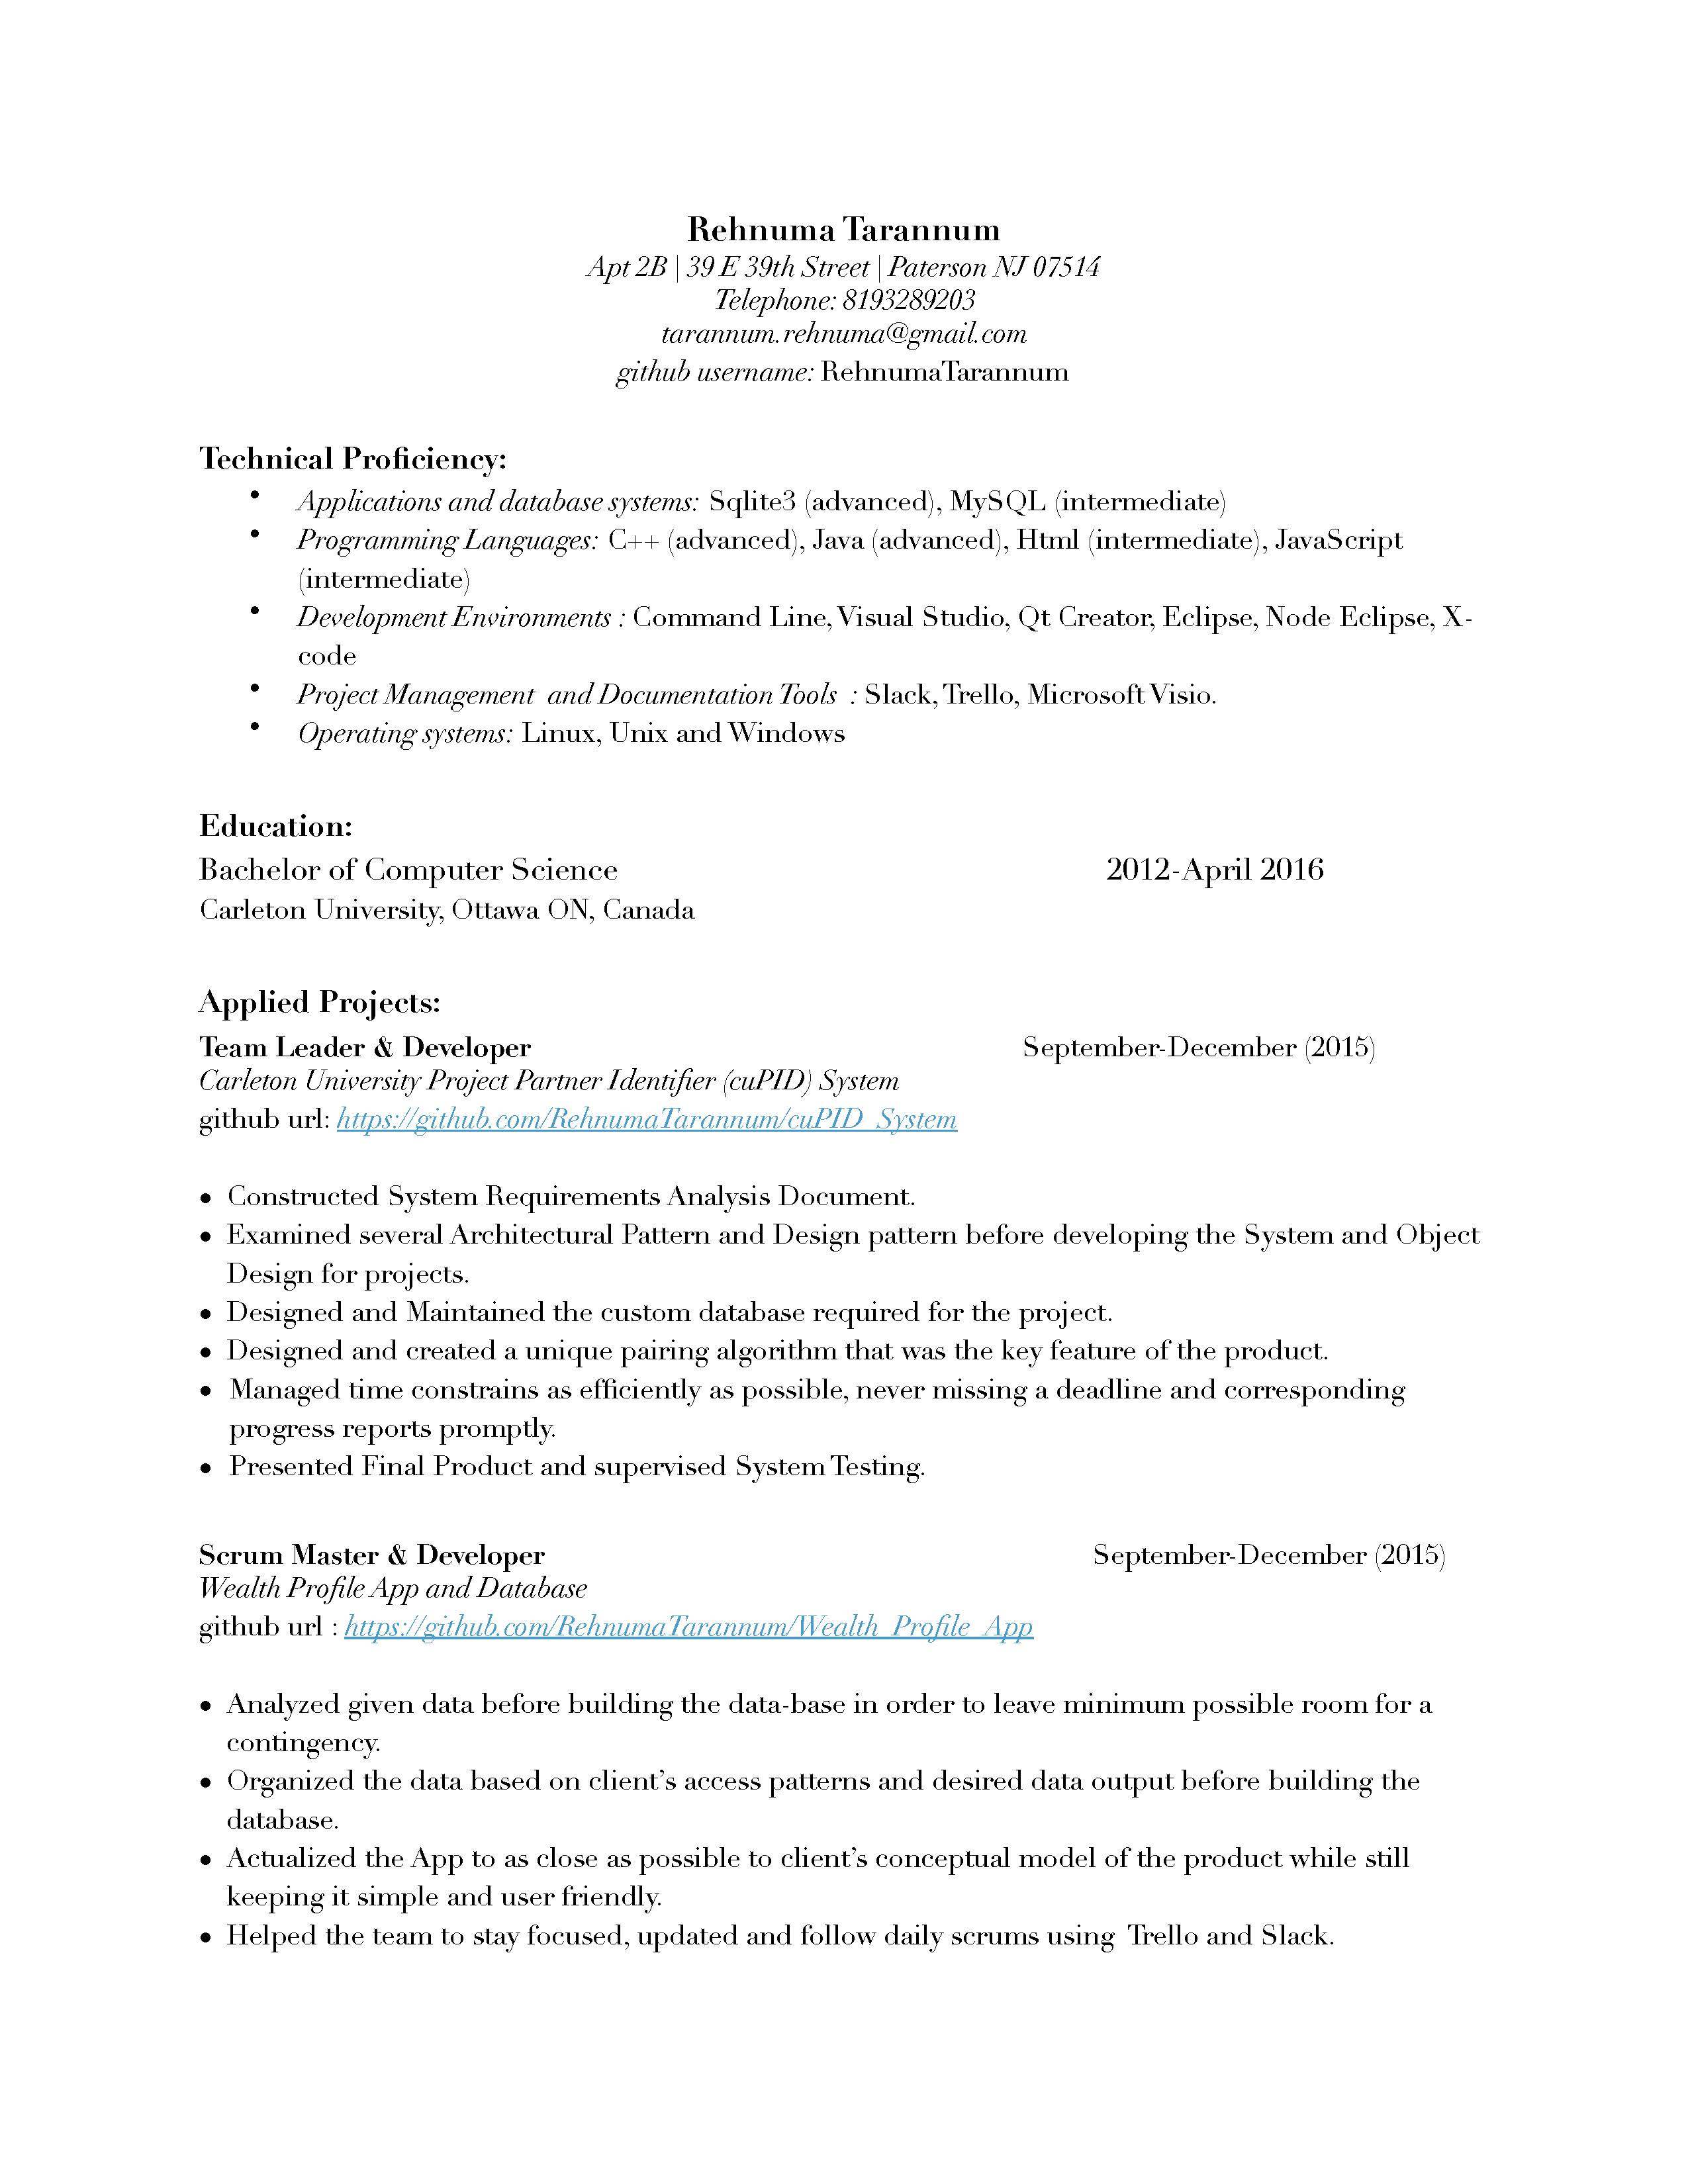 Rehnuma Tarannum
Apt 2B | 39 E 39th Street | Paterson NJ 07514
Telephone: 8193289203
tarannum.rehnuma@gmail.com
github username: RehnumaTarannum
Technical Proficiency:
• Applications and database systems: Sqlite3 (advanced), MySQL (intermediate)
• Programming Languages: C++ (advanced), Java (advanced), Html (intermediate), JavaScript
(intermediate)
• Development Environments : Command Line, Visual Studio, Qt Creator, Eclipse, Node Eclipse, X-
code
• Project Management and Documentation Tools : Slack, Trello, Microsoft Visio.
• Operating systems: Linux, Unix and Windows
Education:
Bachelor of Computer Science 2012-April 2016
Carleton University, Ottawa ON, Canada
Applied Projects:
Team Leader & Developer September-December (2015)
Carleton University Project Partner Identifier (cuPID) System
github url: https://github.com/RehnumaTarannum/cuPID_System
• Constructed System Requirements Analysis Document.
• Examined several Architectural Pattern and Design pattern before developing the System and Object
Design for projects.
• Designed and Maintained the custom database required for the project.
• Designed and created a unique pairing algorithm that was the key feature of the product.
• Managed time constrains as efficiently as possible, never missing a deadline and corresponding
progress reports promptly.
• Presented Final Product and supervised System Testing.
Scrum Master & Developer September-December (2015)
Wealth Profile App and Database
github url : https://github.com/RehnumaTarannum/Wealth_Profile_App
• Analyzed given data before building the data-base in order to leave minimum possible room for a
contingency.
• Organized the data based on client’s access patterns and desired data output before building the
database.
• Actualized the App to as close as possible to client’s conceptual model of the product while still
keeping it simple and user friendly.
• Helped the team to stay focused, updated and follow daily scrums using Trello and Slack.